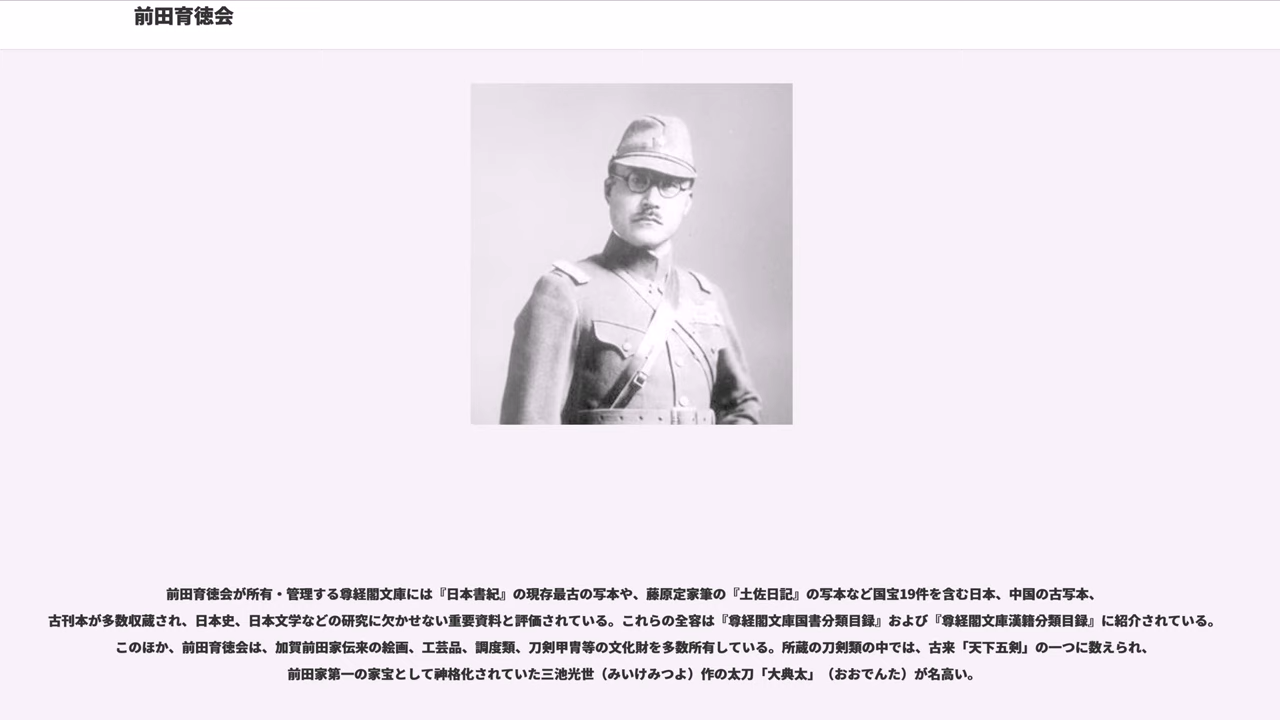 前田育徳会
前田育徳会が所有・管理する尊経閣文庫には『日本書紀』の現存最古の写本や、藤原定家筆の『土佐日記』の写本など国宝19件を含む日本、中国の古写本、
古刊本が多数収蔵され、日本史、日本文学などの研究に欠かせない重要資料と評価されている。これらの全容は『尊経閣文庫国書分類目録』および『尊経閣文庫漢籍分類目録』に紹介されている。
このほか、前田育徳会は、加賀前田家伝来の絵画、工芸品、調度類、刀剣甲冑等の文化財を多数所有している。所蔵の刀剣類の中では、古来「天下五剣」の一つに数えられ、
前田家第一の家宝として神格化されていた三池光世（みいけみつよ）作の太刀「大典太」（おおでんた）が名高い。